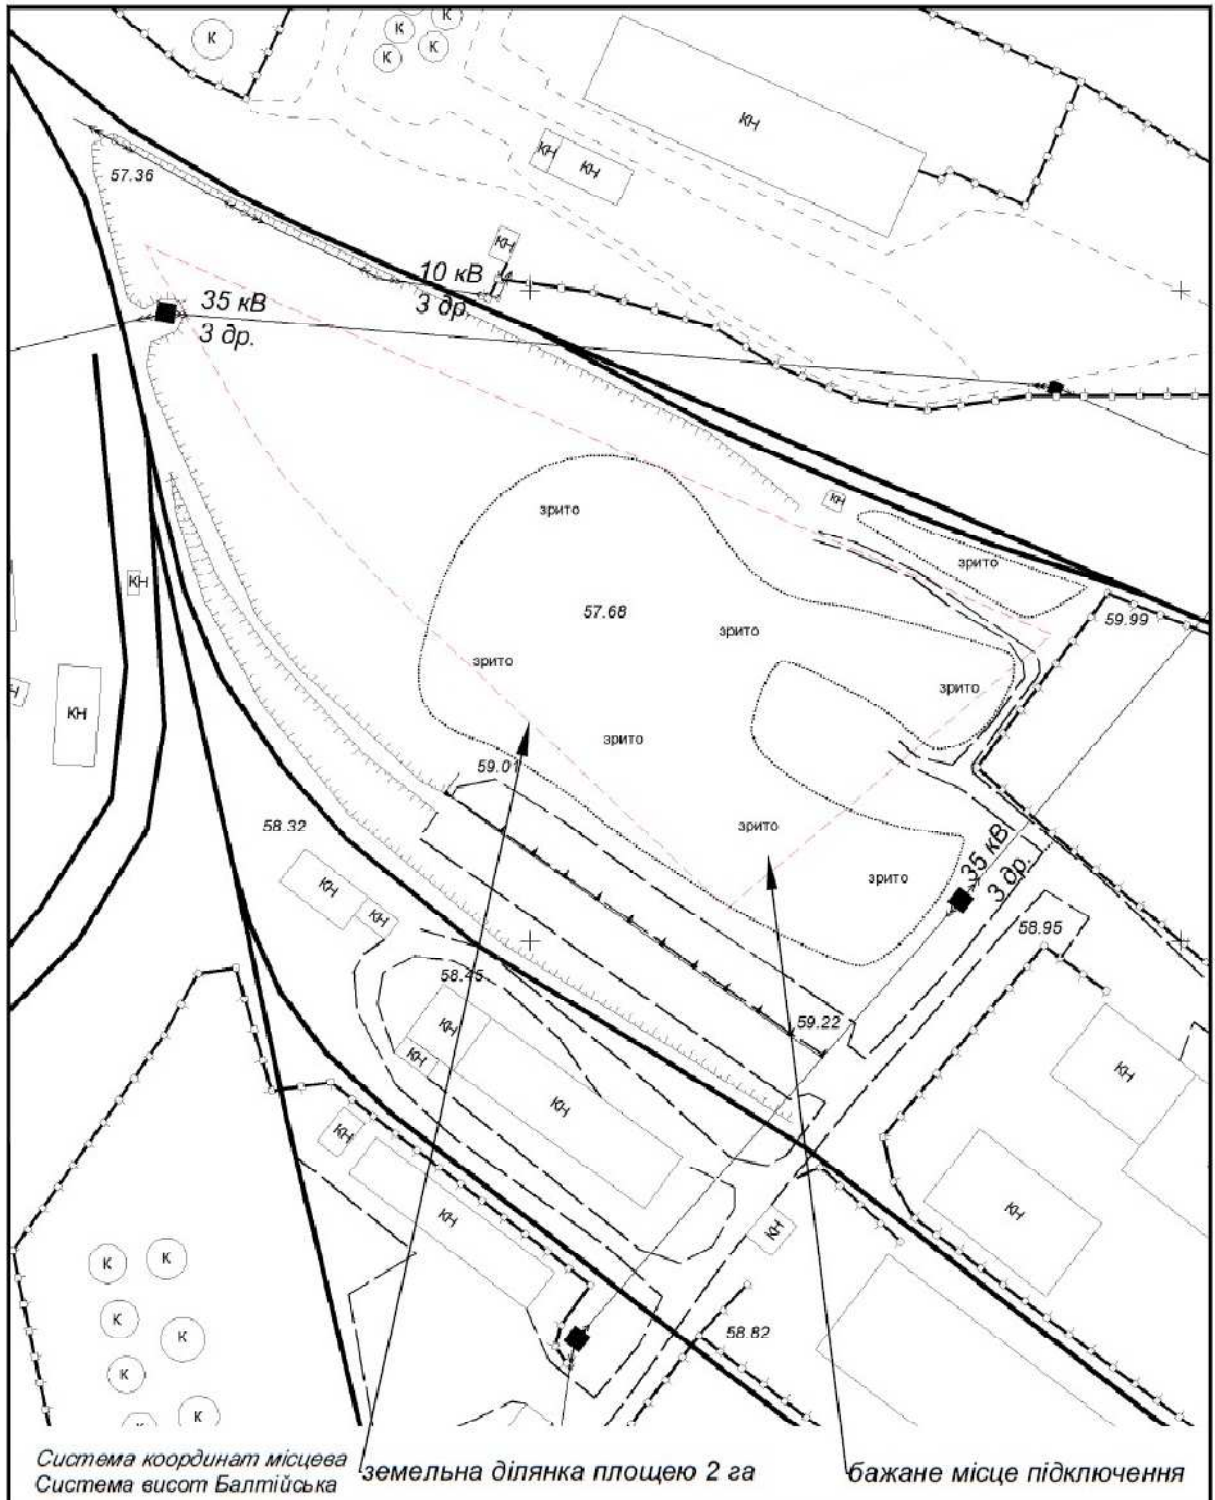 К
К
К
К
К
КН
КН
КН
57.36
КН
10 кВ
3 др.
35 кВ
3 др.
зрито
КН
зрито
КН
57.68
59.99
зрито
зрито
зрито
КН
зрито
59.01
58.32
зрито
35 кВ
3 др.
зрито
КН
КН
58.95
58.45
59.22
КН
КН
КН
КН
КН
КН
КН
КН
К
К
К
К
58.82
К
К
Система координат місцева
Система висот Балтійська
земельна ділянка площею 2 га
бажане місце підключення